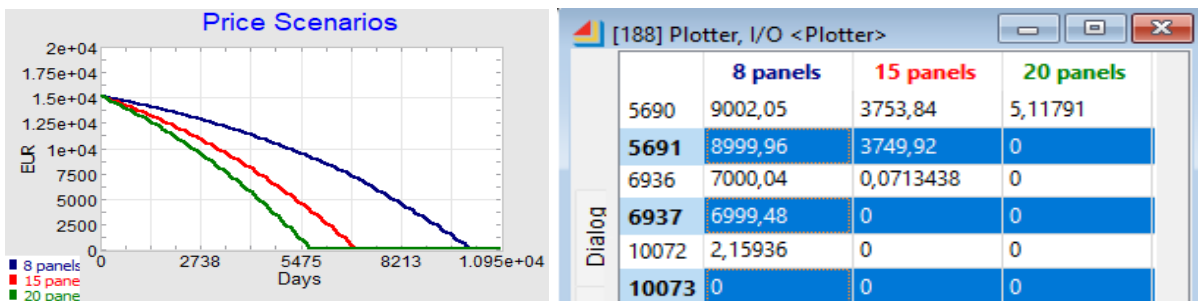 Price Scenarios
2e+04
1.75e+04
1.5e+04
1.25e+04
1e+04
7500
5000
2500
0
EUR
0 2738 5475 8213 1.095e+04
Days
8 panels
15 pane
20 pane
[188] Plotter, I/O <Plotter>
8 panels 15 panels 20 panels
5690 9002,05 3753,84 5,11791
5691 8999,96 3749,92 0
6936 7000,04 0,0713438 0
6937 6999,48 0 0
10072 2,15936 0 0
10073 0 0 0
Dialog